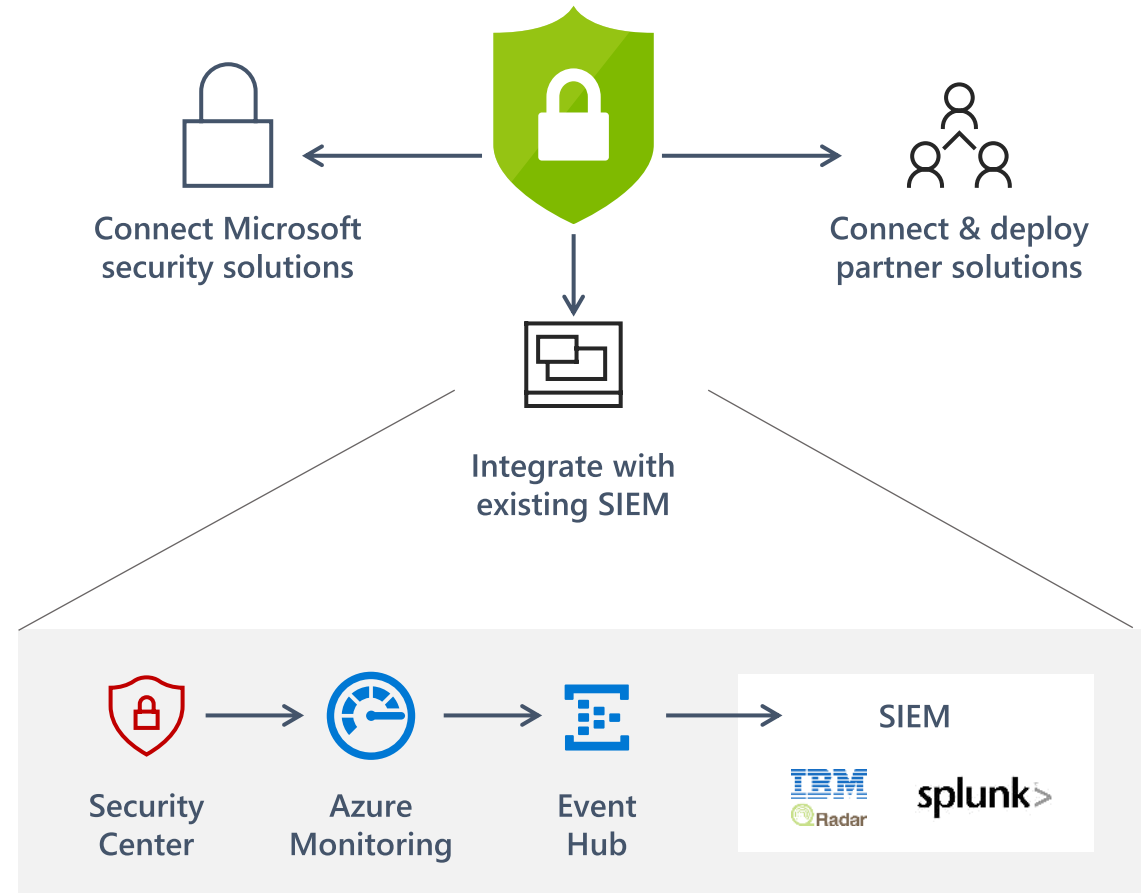 Connect Microsoft
security solutions
Connect & deploy
partner solutions
Integrate with
existing SIEM
Security
Center
Azure
Monitoring
Event
Hub
SIEM
IBM
QRadar
splunk>